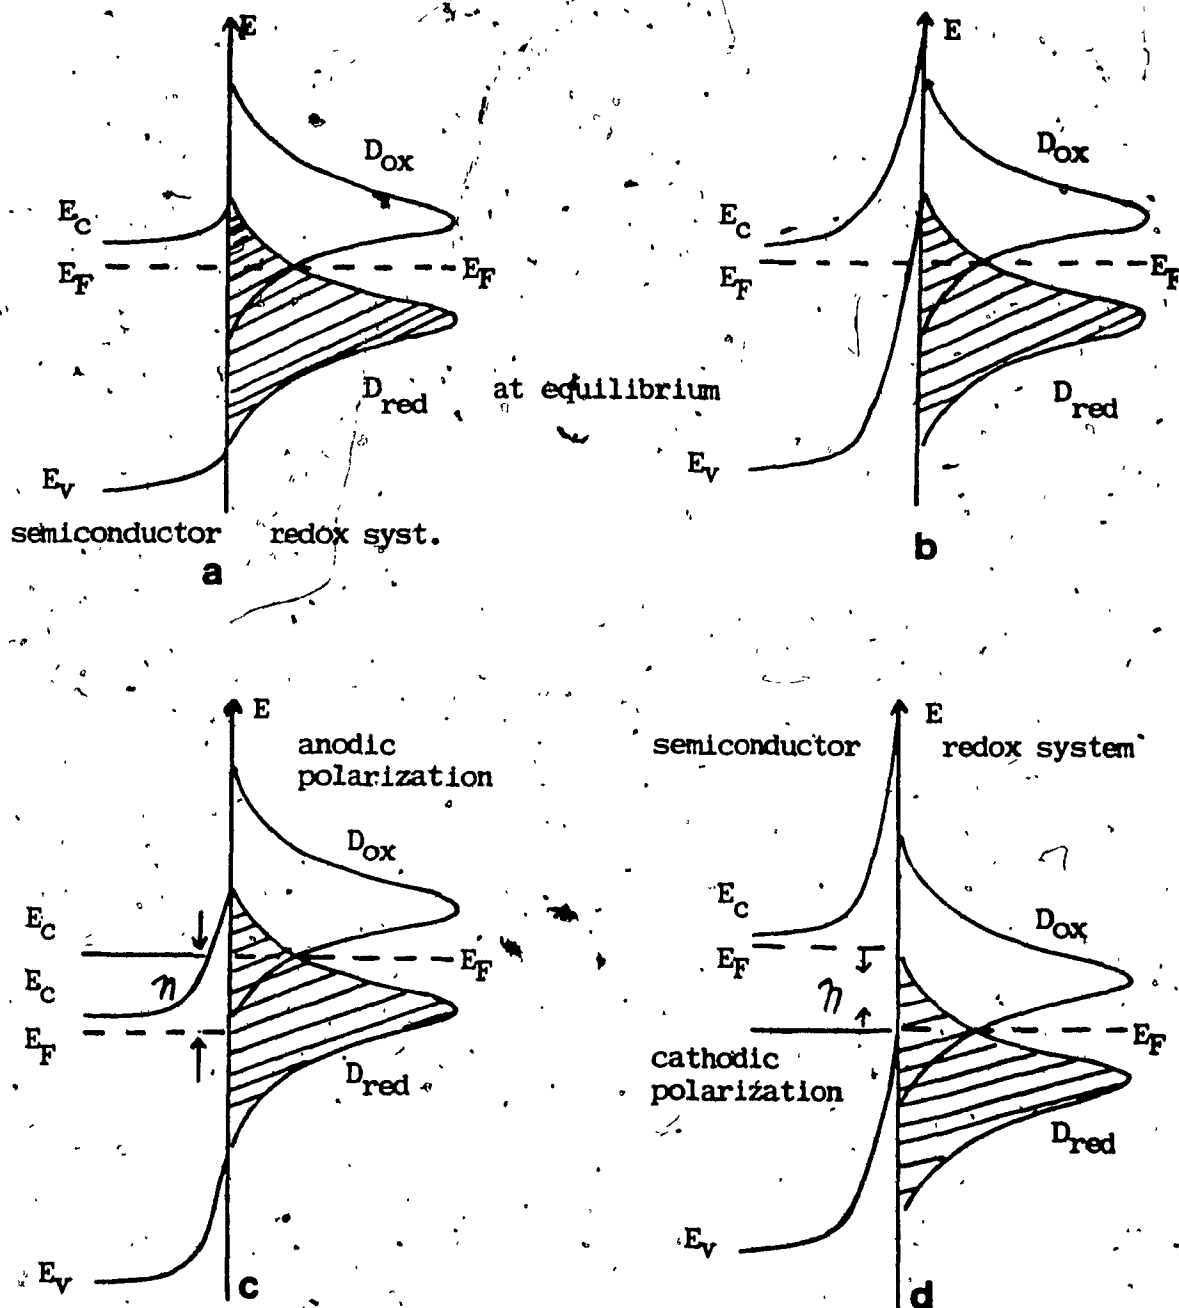 E
D_ox
E_C
E_F
E_F
D_red
E_V
semiconductor redox syst.
a
at equilibrium
E
D_ox
E_C
E_F
E_F
D_red
E_V
b
E
anodic
polarization
D_ox
E_C
E_C
η
E_F
E_F
D_red
E_V
c
semiconductor
E
redox system
E_C
D_ox
E_F
η
E_F
cathodic
polarization
D_red
E_V
d